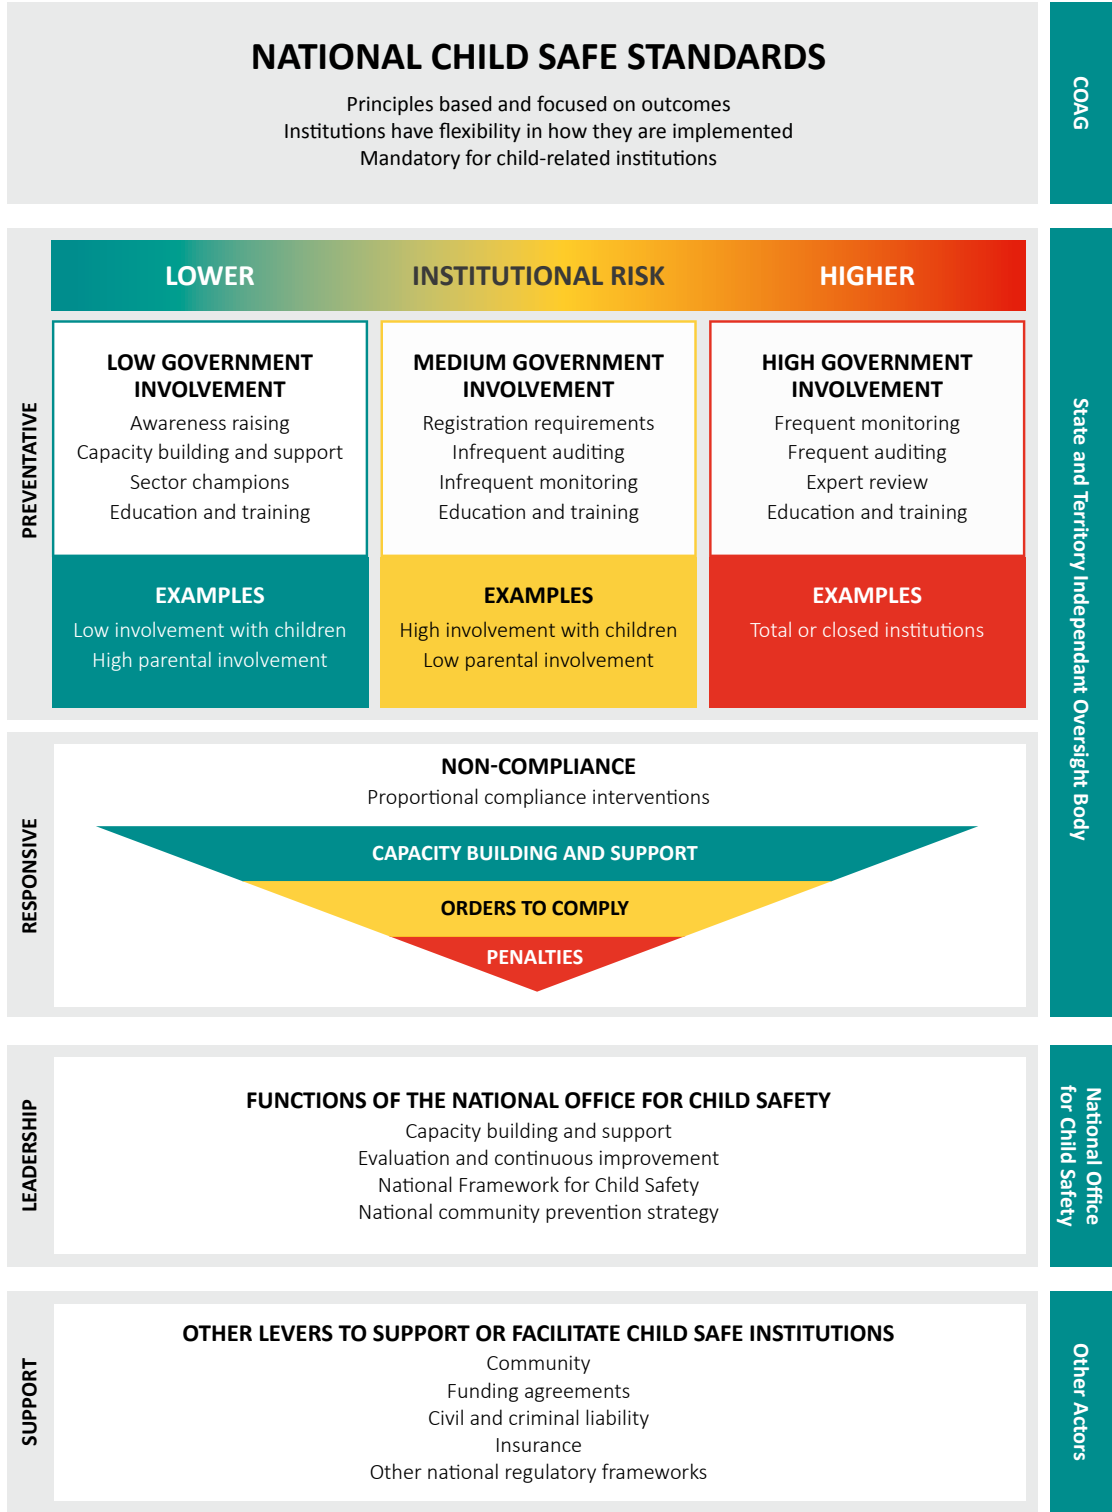 NATIONAL CHILD SAFE STANDARDS
Principles based and focused on outcomes
Institutions have flexibility in how they are implemented
Mandatory for child-related institutions
COAG
PREVENTATIVE
LOWER
INSTITUTIONAL RISK
HIGHER
LOW GOVERNMENT
INVOLVEMENT
Awareness raising
Capacity building and support
Sector champions
Education and training
EXAMPLES
Low involvement with children
High parental involvement
MEDIUM GOVERNMENT
INVOLVEMENT
Registration requirements
Infrequent auditing
Infrequent monitoring
Education and training
EXAMPLES
High involvement with children
Low parental involvement
HIGH GOVERNMENT
INVOLVEMENT
Frequent monitoring
Frequent auditing
Expert review
Education and training
EXAMPLES
Total or closed institutions
State and Territory Independant Oversight Body
RESPONSIVE
NON-COMPLIANCE
Proportional compliance interventions
CAPACITY BUILDING AND SUPPORT
ORDERS TO COMPLY
PENALTIES
LEADERSHIP
FUNCTIONS OF THE NATIONAL OFFICE FOR CHILD SAFETY
Capacity building and support
Evaluation and continuous improvement
National Framework for Child Safety
National community prevention strategy
National Office
for Child Safety
SUPPORT
OTHER LEVERS TO SUPPORT OR FACILITATE CHILD SAFE INSTITUTIONS
Community
Funding agreements
Civil and criminal liability
Insurance
Other national regulatory frameworks
Other Actors